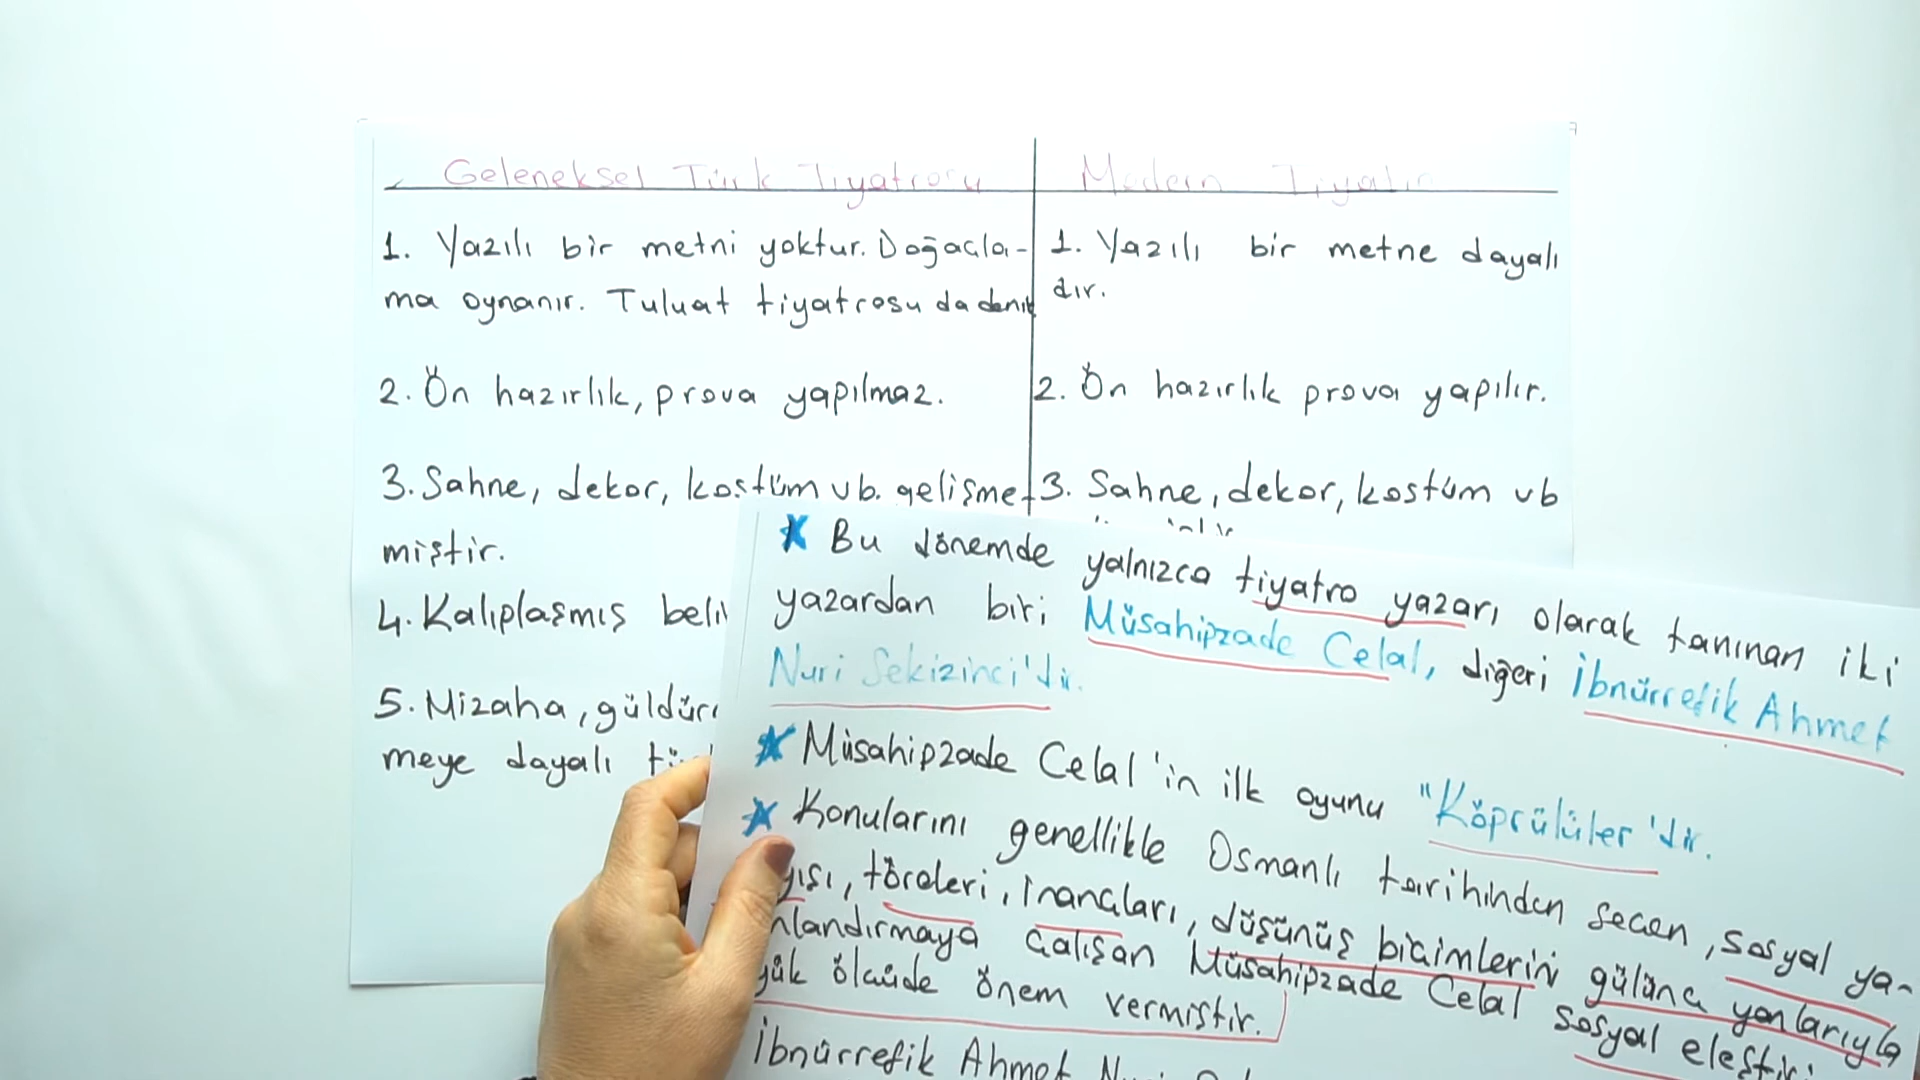 Geleneksel Türk Tiyatrosu
1. Yazılı bir metni yoktur. Doğaçla-
ma oynanır. Tuluat tiyatrosu da denir
2. Ön hazırlık, prova yapılmaz.
3. Sahne, dekor, kostüm vb. gelişme-
miştir.
4. Kalıplaşmış
5. Mizaha,
meye dayalı
Modern Tiyatro
1. Yazılı bir metne dayalı
dır.
2. Ön hazırlık prova yapılır.
3. Sahne, dekor, kostüm vb
* Bu dönemde yalnızca tiyatro yazarı olarak tanınan iki
yazardan biri Müsahipzade Celal, diğeri İbnürrefik Ahmet
Nuri Sekizinci'dir.
* Müsahipzade Celal'in ilk oyunu "Köprülüler'dir.
* Konularını genellikle Osmanlı tarihinden seçen, sosyal ya-
töreleri, inançları, düşünüş biçimlerini gülünç yanlarıyla
çalışan Müsahipzade Celal sosyal eleştiri
ölçüde önem vermiştir.
İbnürrefik Ahmet Nuri